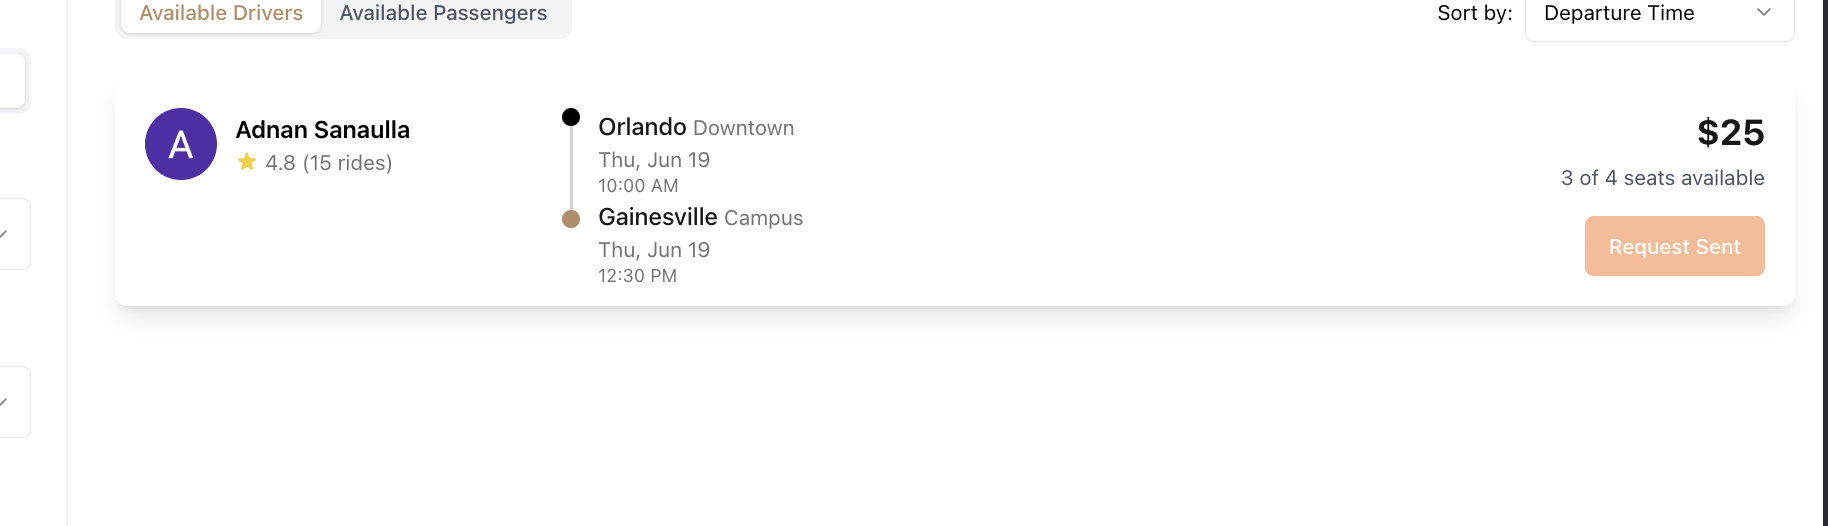 Available Drivers
Available Passengers
Sort by:
Departure Time
A
Adnan Sanaulla
4.8 (15 rides)
Orlando Downtown
Thu, Jun 19
10:00 AM
Gainesville Campus
Thu, Jun 19
12:30 PM
$25
3 of 4 seats available
Request Sent